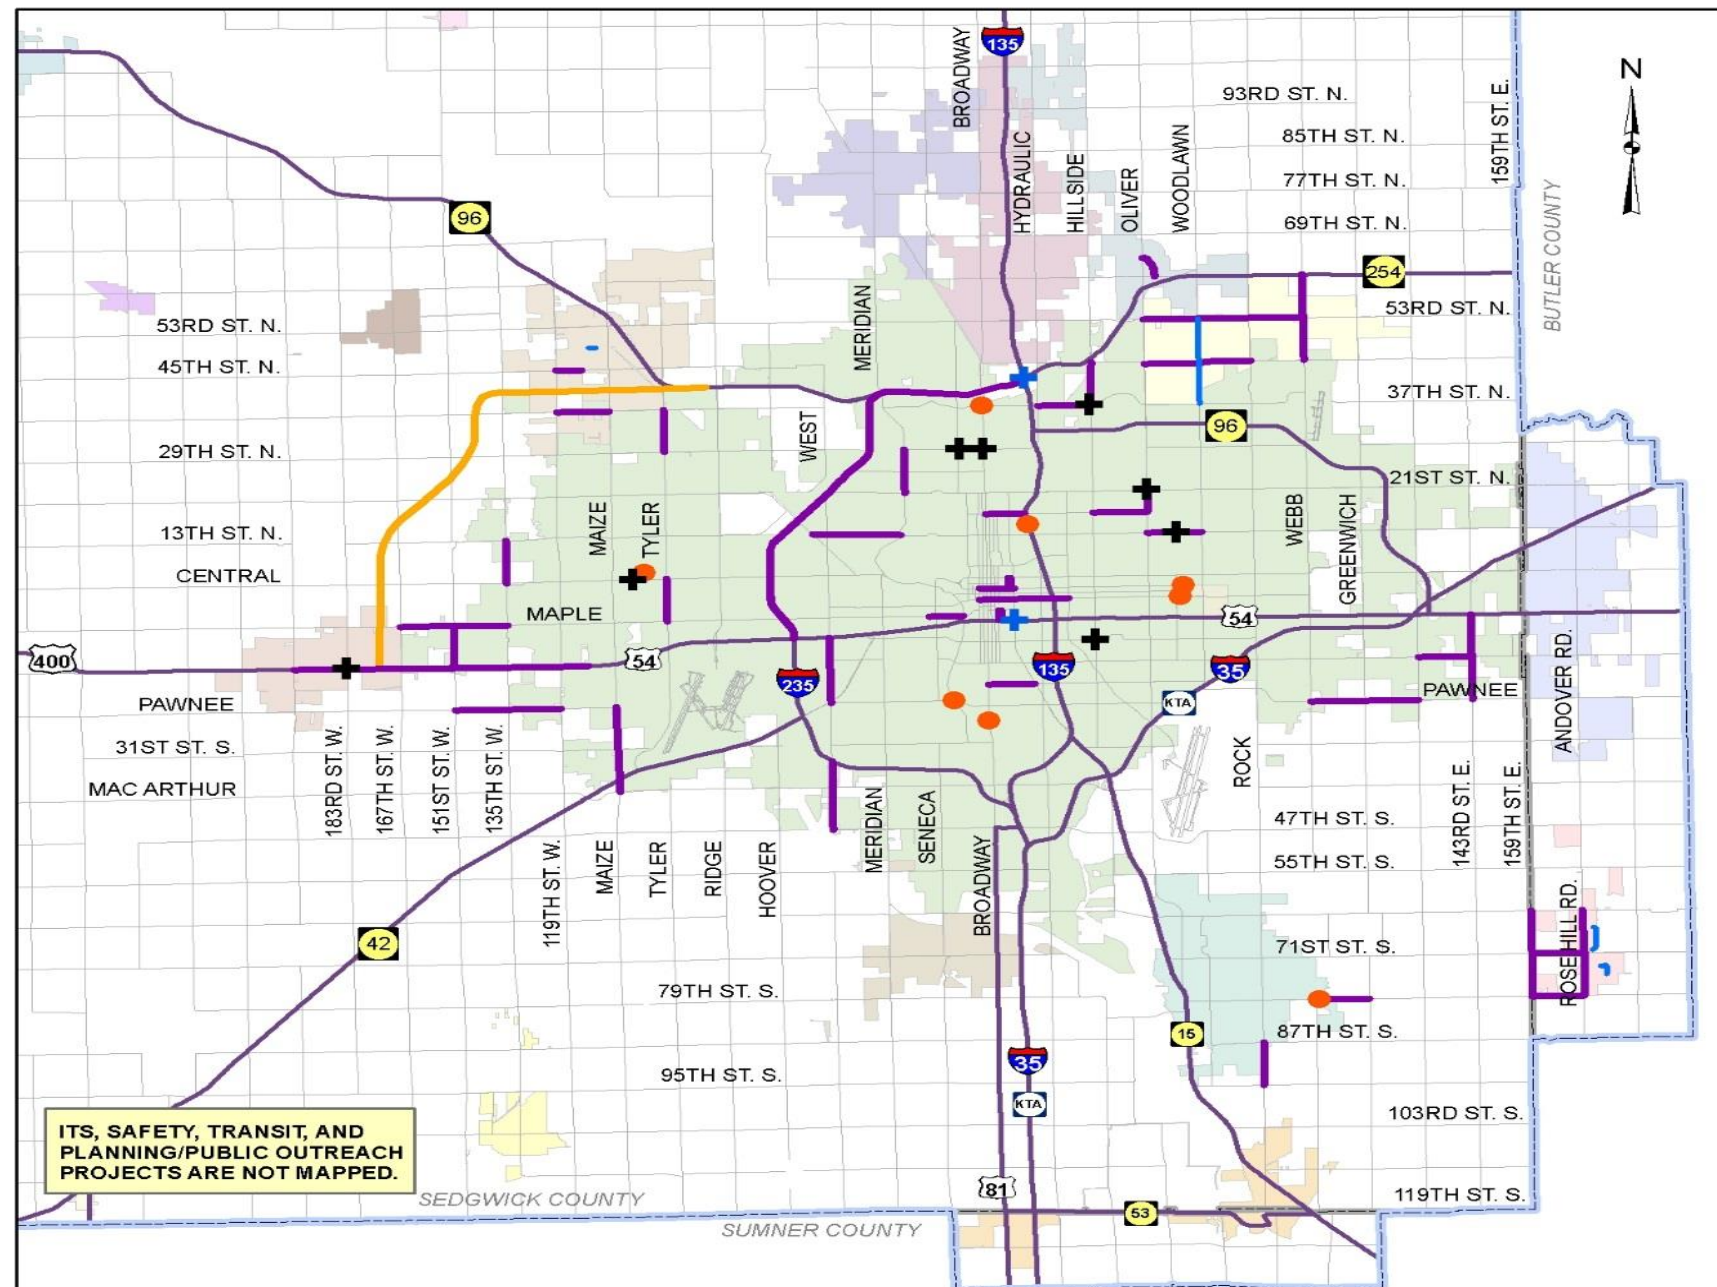 BROADWAY
135
HYDRAULIC
HILLSIDE
OLIVER
WOODLAWN
93RD ST. N.
85TH ST. N.
77TH ST. N.
69TH ST. N.
159TH ST. E.
N
BUTLER COUNTY
96
254
53RD ST. N.
45TH ST. N.
MERIDIAN
53RD ST. N.
37TH ST. N.
WEST
96
29TH ST. N.
21ST ST. N.
MAIZE
TYLER
WEBB
GREENWICH
13TH ST. N.
CENTRAL
MAPLE
54
400
54
235
135
35
KTA
ANDOVER RD.
PAWNEE
PAWNEE
31ST ST. S.
MAC ARTHUR
183RD ST. W.
167TH ST. W.
151ST ST. W.
135TH ST. W.
ROCK
143RD ST. E.
159TH ST. E.
47TH ST. S.
55TH ST. S.
119TH ST. W.
MAIZE
TYLER
RIDGE
HOOVER
MERIDIAN
SENECA
BROADWAY
42
71ST ST. S.
ROSE HILL RD.
79TH ST. S.
15
87TH ST. S.
35
KTA
95TH ST. S.
103RD ST. S.
ITS, SAFETY, TRANSIT, AND
PLANNING/PUBLIC OUTREACH
PROJECTS ARE NOT MAPPED.
SEDGWICK COUNTY
SUMNER COUNTY
81
53
119TH ST. S.